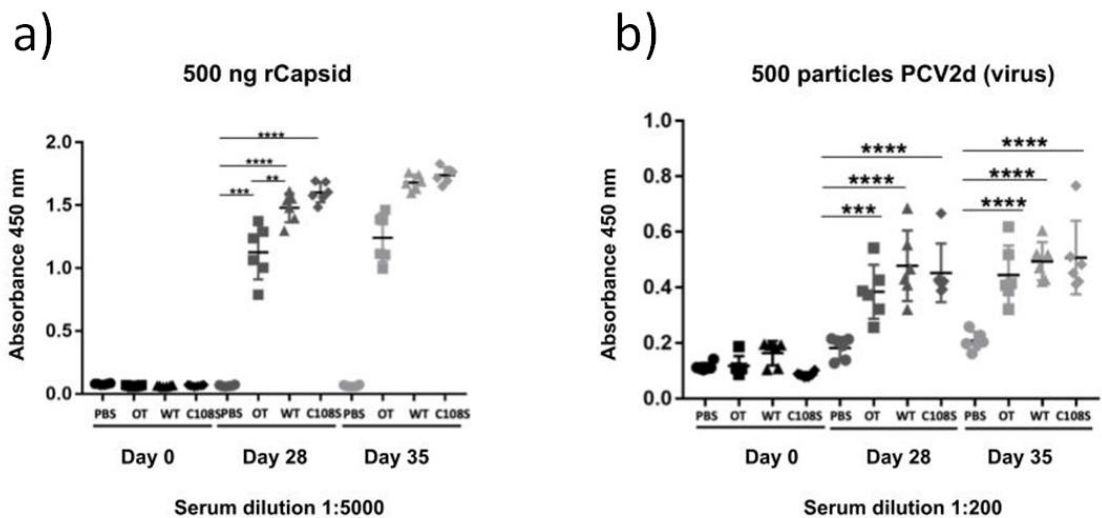 a)
500 ng rCapsid
Absorbance 450 nm
2.0
1.5
1.0
0.5
0.0
****
****
**
***
PBS OT WT C108S PBS OT WT C108S PBS OT WT C108S
Day 0 Day 28 Day 35
Serum dilution 1:5000
b)
500 particles PCV2d (virus)
Absorbance 450 nm
1.0
0.8
0.6
0.4
0.2
0.0
****
****
***
****
****
****
PBS OT WT C108S PBS OT WT C108S PBS OT WT C108S
Day 0 Day 28 Day 35
Serum dilution 1:200